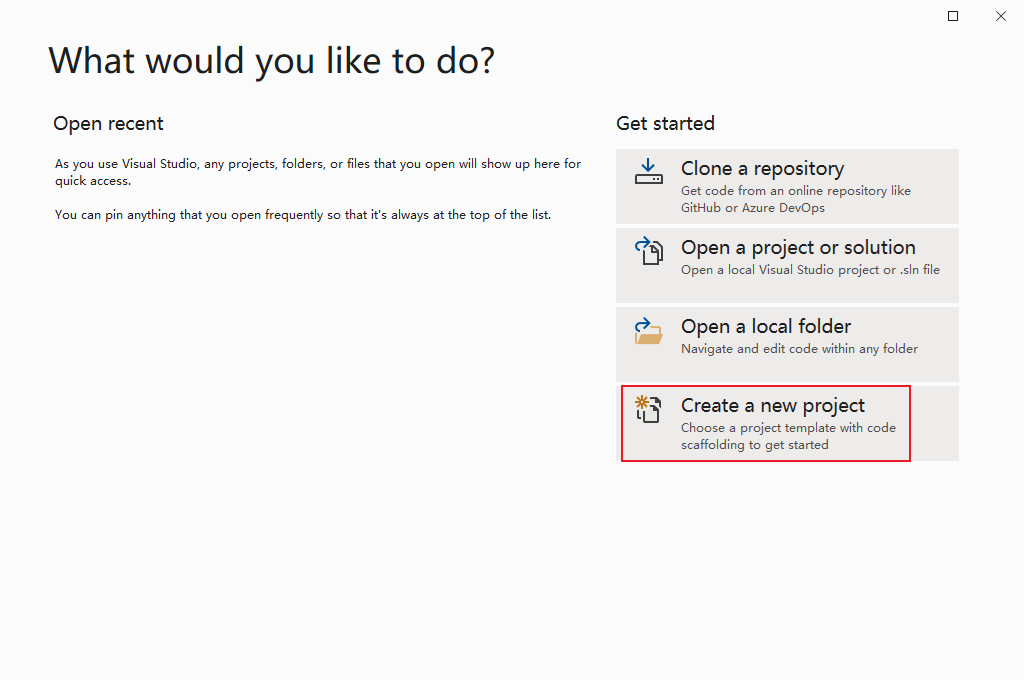 What would you like to do?
Open recent
As you use Visual Studio, any projects, folders, or files that you open will show up here for
quick access.
You can pin anything that you open frequently so that it's always at the top of the list.
Get started
Clone a repository
Get code from an online repository like
GitHub or Azure DevOps
Open a project or solution
Open a local Visual Studio project or .sln file
Open a local folder
Navigate and edit code within any folder
Create a new project
Choose a project template with code
scaffolding to get started